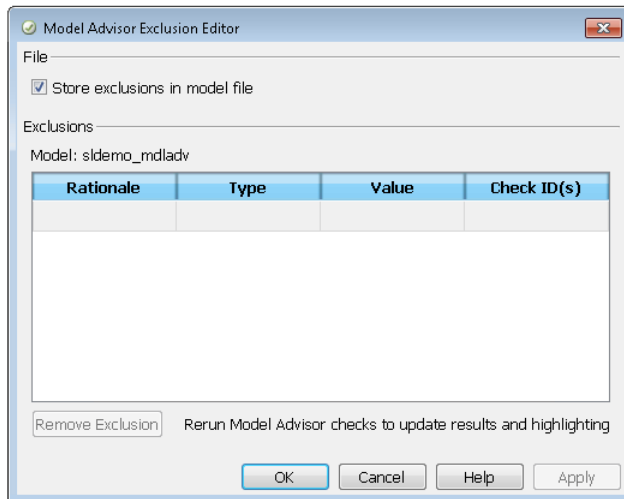 Model Advisor Exclusion Editor
File
Store exclusions in model file
Exclusions
Model: sldemo_mdladv
Rationale Type Value Check ID(s)
Remove Exclusion Rerun Model Advisor checks to update results and highlighting
OK Cancel Help Apply